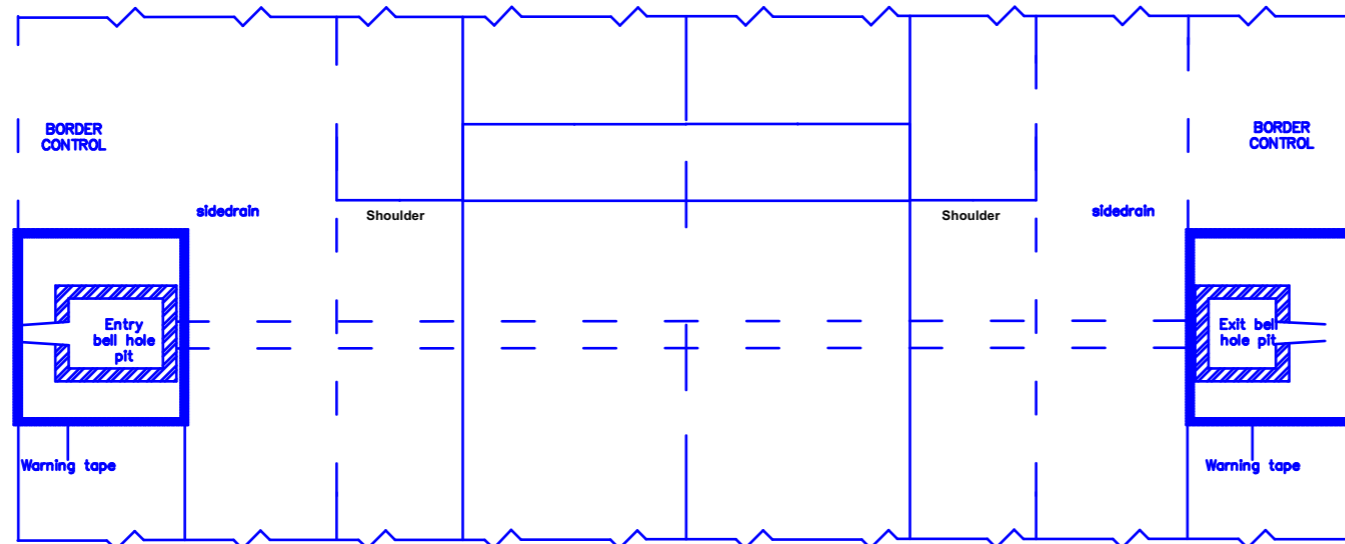 BORDER
CONTROL
BORDER
CONTROL
sidedrain
Shoulder
Shoulder
sidedrain
Entry
bell hole
pit
Exit bell
hole pit
Warning tape
Warning tape